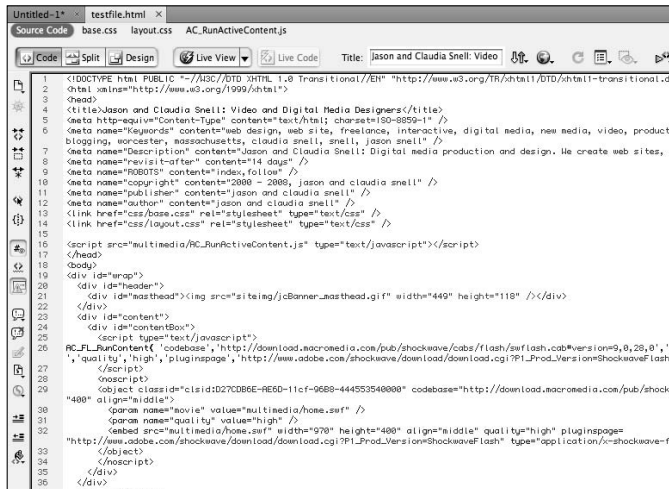 Untitled-1* × testfile.html ×
Source Code base.css layout.css AC_RunActiveContent.js
Code Split Design Live View Live Code Title: Jason and Claudia Snell: Video
1 <!DOCTYPE html PUBLIC "-//W3C//DTD XHTML 1.0 Transitional//EN" "http://www.w3.org/TR/xhtml1/DTD/xhtml1-transitional.d
2 <html xmlns="http://www.w3.org/1999/xhtml">
3 <head>
4 <title>Jason and Claudia Snell: Video and Digital Media Designers</title>
5 <meta http-equiv="Content-Type" content="text/html; charset=ISO-8859-1" />
6 <meta name="Keywords" content="web design, web site, freelance, interactive, digital media, new media, video, product
blogging, worcester, massachusetts, claudia snell, snell, jason snell" />
7 <meta name="Description" content="Jason and Claudia Snell: Digital media production and design. We create web sites,
8 <meta name="revisit-after" content="14 days" />
9 <meta name="ROBOTS" content="index,follow" />
10 <meta name="copyright" content="2000 - 2008, jason and claudia snell" />
11 <meta name="publisher" content="jason and claudia snell" />
12 <meta name="author" content="jason and claudia snell" />
13 <link href="css/base.css" rel="stylesheet" type="text/css" />
14 <link href="css/layout.css" rel="stylesheet" type="text/css" />
15
16 <script src="multimedia/AC_RunActiveContent.js" type="text/javascript"></script>
17 </head>
18 <body>
19 <div id="wrap">
20 <div id="header">
21 <div id="masthead"><img src="siteimg/jcBanner_masthead.gif" width="449" height="118" /></div>
22 </div>
23 <div id="content">
24 <div id="contentBox">
25 <script type="text/javascript">
26 AC_FL_RunContent( 'codebase','http://download.macromedia.com/pub/shockwave/cabs/flash/swflash.cab#version=9,0,28,0','
','quality','high','pluginspage','http://www.adobe.com/shockwave/download/download.cgi?P1_Prod_Version=ShockwaveFlash
27 </script>
28 <noscript>
29 <object classid="clsid:D27CDB6E-AE6D-11cf-96B8-444553540000" codebase="http://download.macromedia.com/pub/shock
"400" align="middle">
30 <param name="movie" value="multimedia/home.swf" />
31 <param name="quality" value="high" />
32 <embed src="multimedia/home.swf" width="970" height="400" align="middle" quality="high" pluginspage=
"http://www.adobe.com/shockwave/download/download.cgi?P1_Prod_Version=ShockwaveFlash" type="application/x-shockwave-f
33 </object>
34 </noscript>
35 </div>
36 </div>